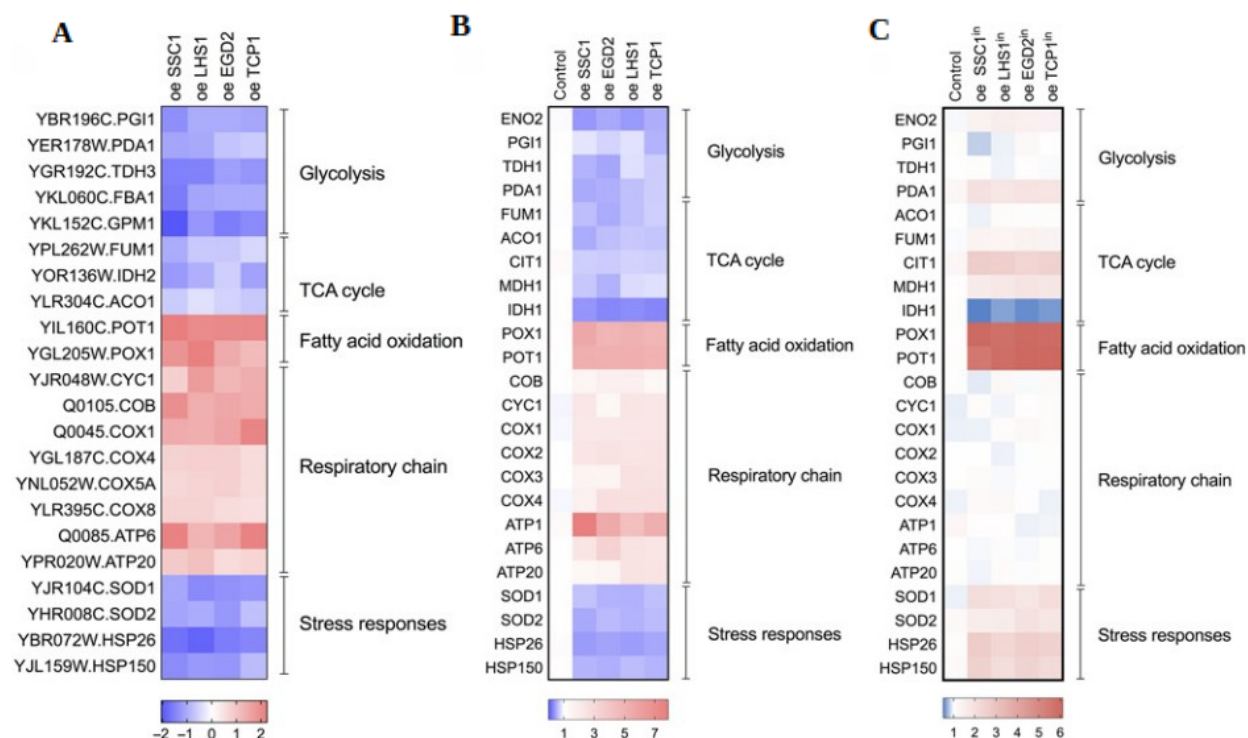 A
oe SSC1
oe LHS1
oe EGD2
oe TCP1
YBR196C.PGI1
YER178W.PDA1
YGR192C.TDH3
YKL060C.FBA1
YKL152C.GPM1
YPL262W.FUM1
YOR136W.IDH2
YLR304C.ACO1
YIL160C.POT1
YGL205W.POX1
YJR048W.CYC1
Q0105.COB
Q0045.COX1
YGL187C.COX4
YNL052W.COX5A
YLR395C.COX8
Q0085.ATP6
YPR020W.ATP20
YJR104C.SOD1
YHR008C.SOD2
YBR072W.HSP26
YJL159W.HSP150
Glycolysis
TCA cycle
Fatty acid oxidation
Respiratory chain
Stress responses
−2 −1 0 1 2
B
Control
oe SSC1
oe EGD2
oe LHS1
oe TCP1
ENO2
PGI1
TDH1
PDA1
FUM1
ACO1
CIT1
MDH1
IDH1
POX1
POT1
COB
CYC1
COX1
COX2
COX3
COX4
ATP1
ATP6
ATP20
SOD1
SOD2
HSP26
HSP150
Glycolysis
TCA cycle
Fatty acid oxidation
Respiratory chain
Stress responses
1 3 5 7
C
Control
oe SSC1ⁱⁿ
oe LHS1ⁱⁿ
oe EGD2ⁱⁿ
oe TCP1ⁱⁿ
ENO2
PGI1
TDH1
PDA1
ACO1
FUM1
CIT1
MDH1
IDH1
POX1
POT1
COB
CYC1
COX1
COX2
COX3
COX4
ATP1
ATP6
ATP20
SOD1
SOD2
HSP26
HSP150
Glycolysis
TCA cycle
Fatty acid oxidation
Respiratory chain
Stress responses
1 2 3 4 5 6